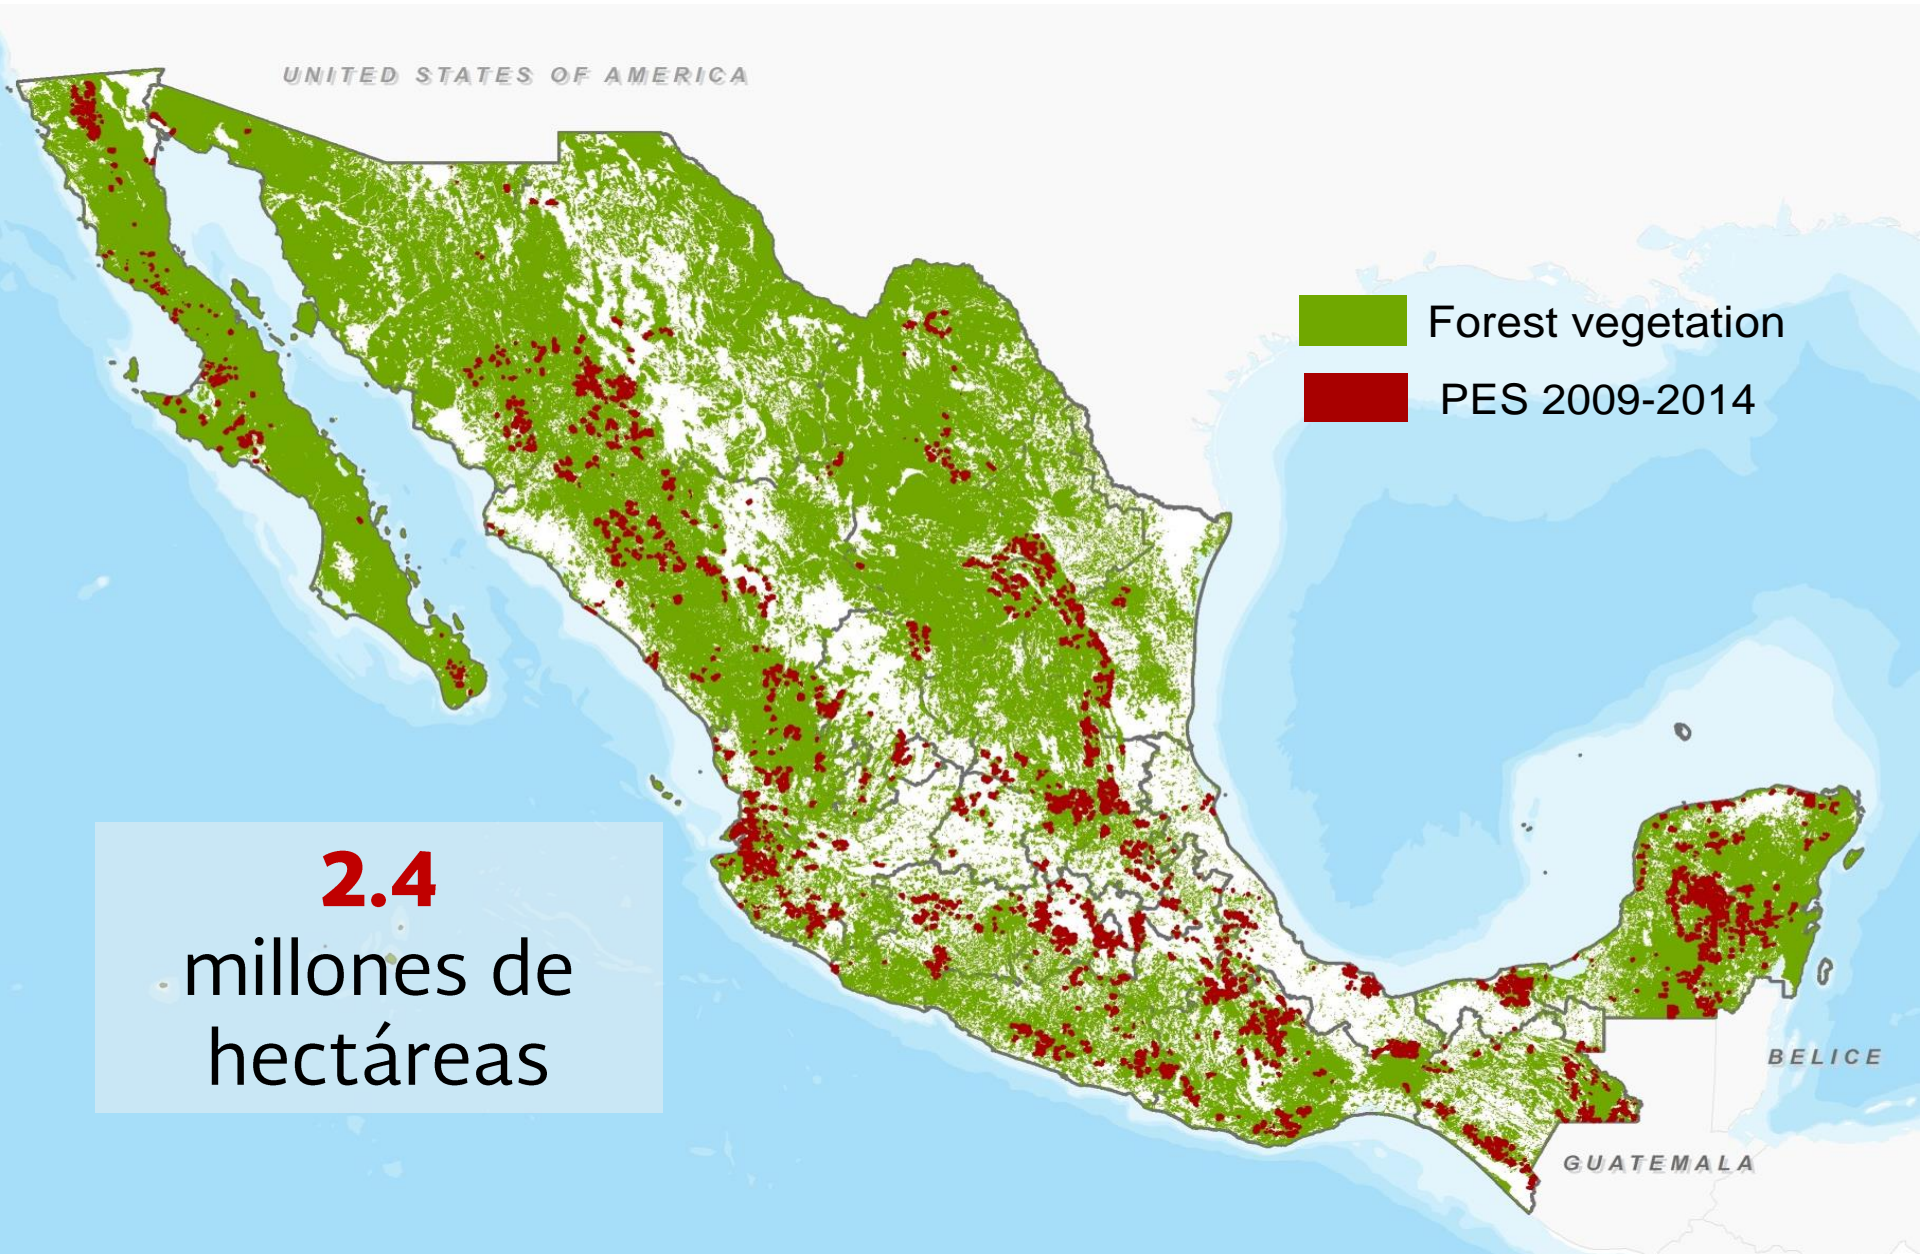 UNITED STATES OF AMERICA
Forest vegetation
PES 2009-2014
2.4
millones de
hectáreas
BELICE
GUATEMALA